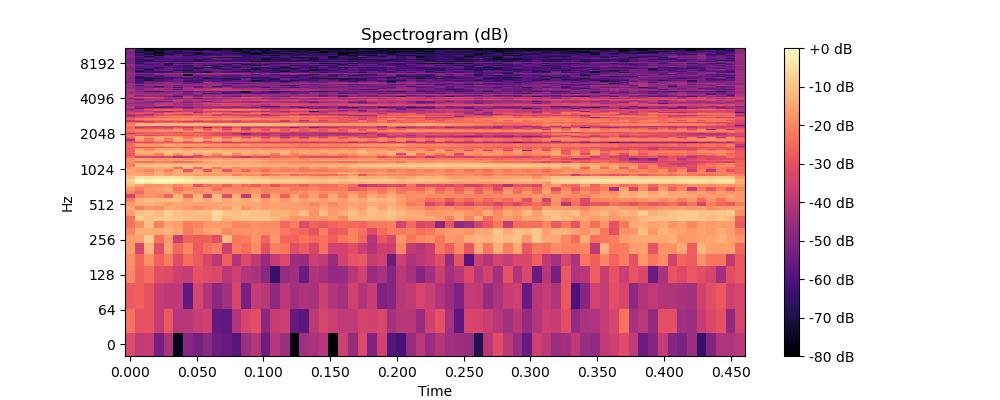 Spectrogram (dB)
8192
4096
2048
1024
512
256
128
64
0
Hz
0.000 0.050 0.100 0.150 0.200 0.250 0.300 0.350 0.400 0.450
Time
+0 dB
-10 dB
-20 dB
-30 dB
-40 dB
-50 dB
-60 dB
-70 dB
-80 dB